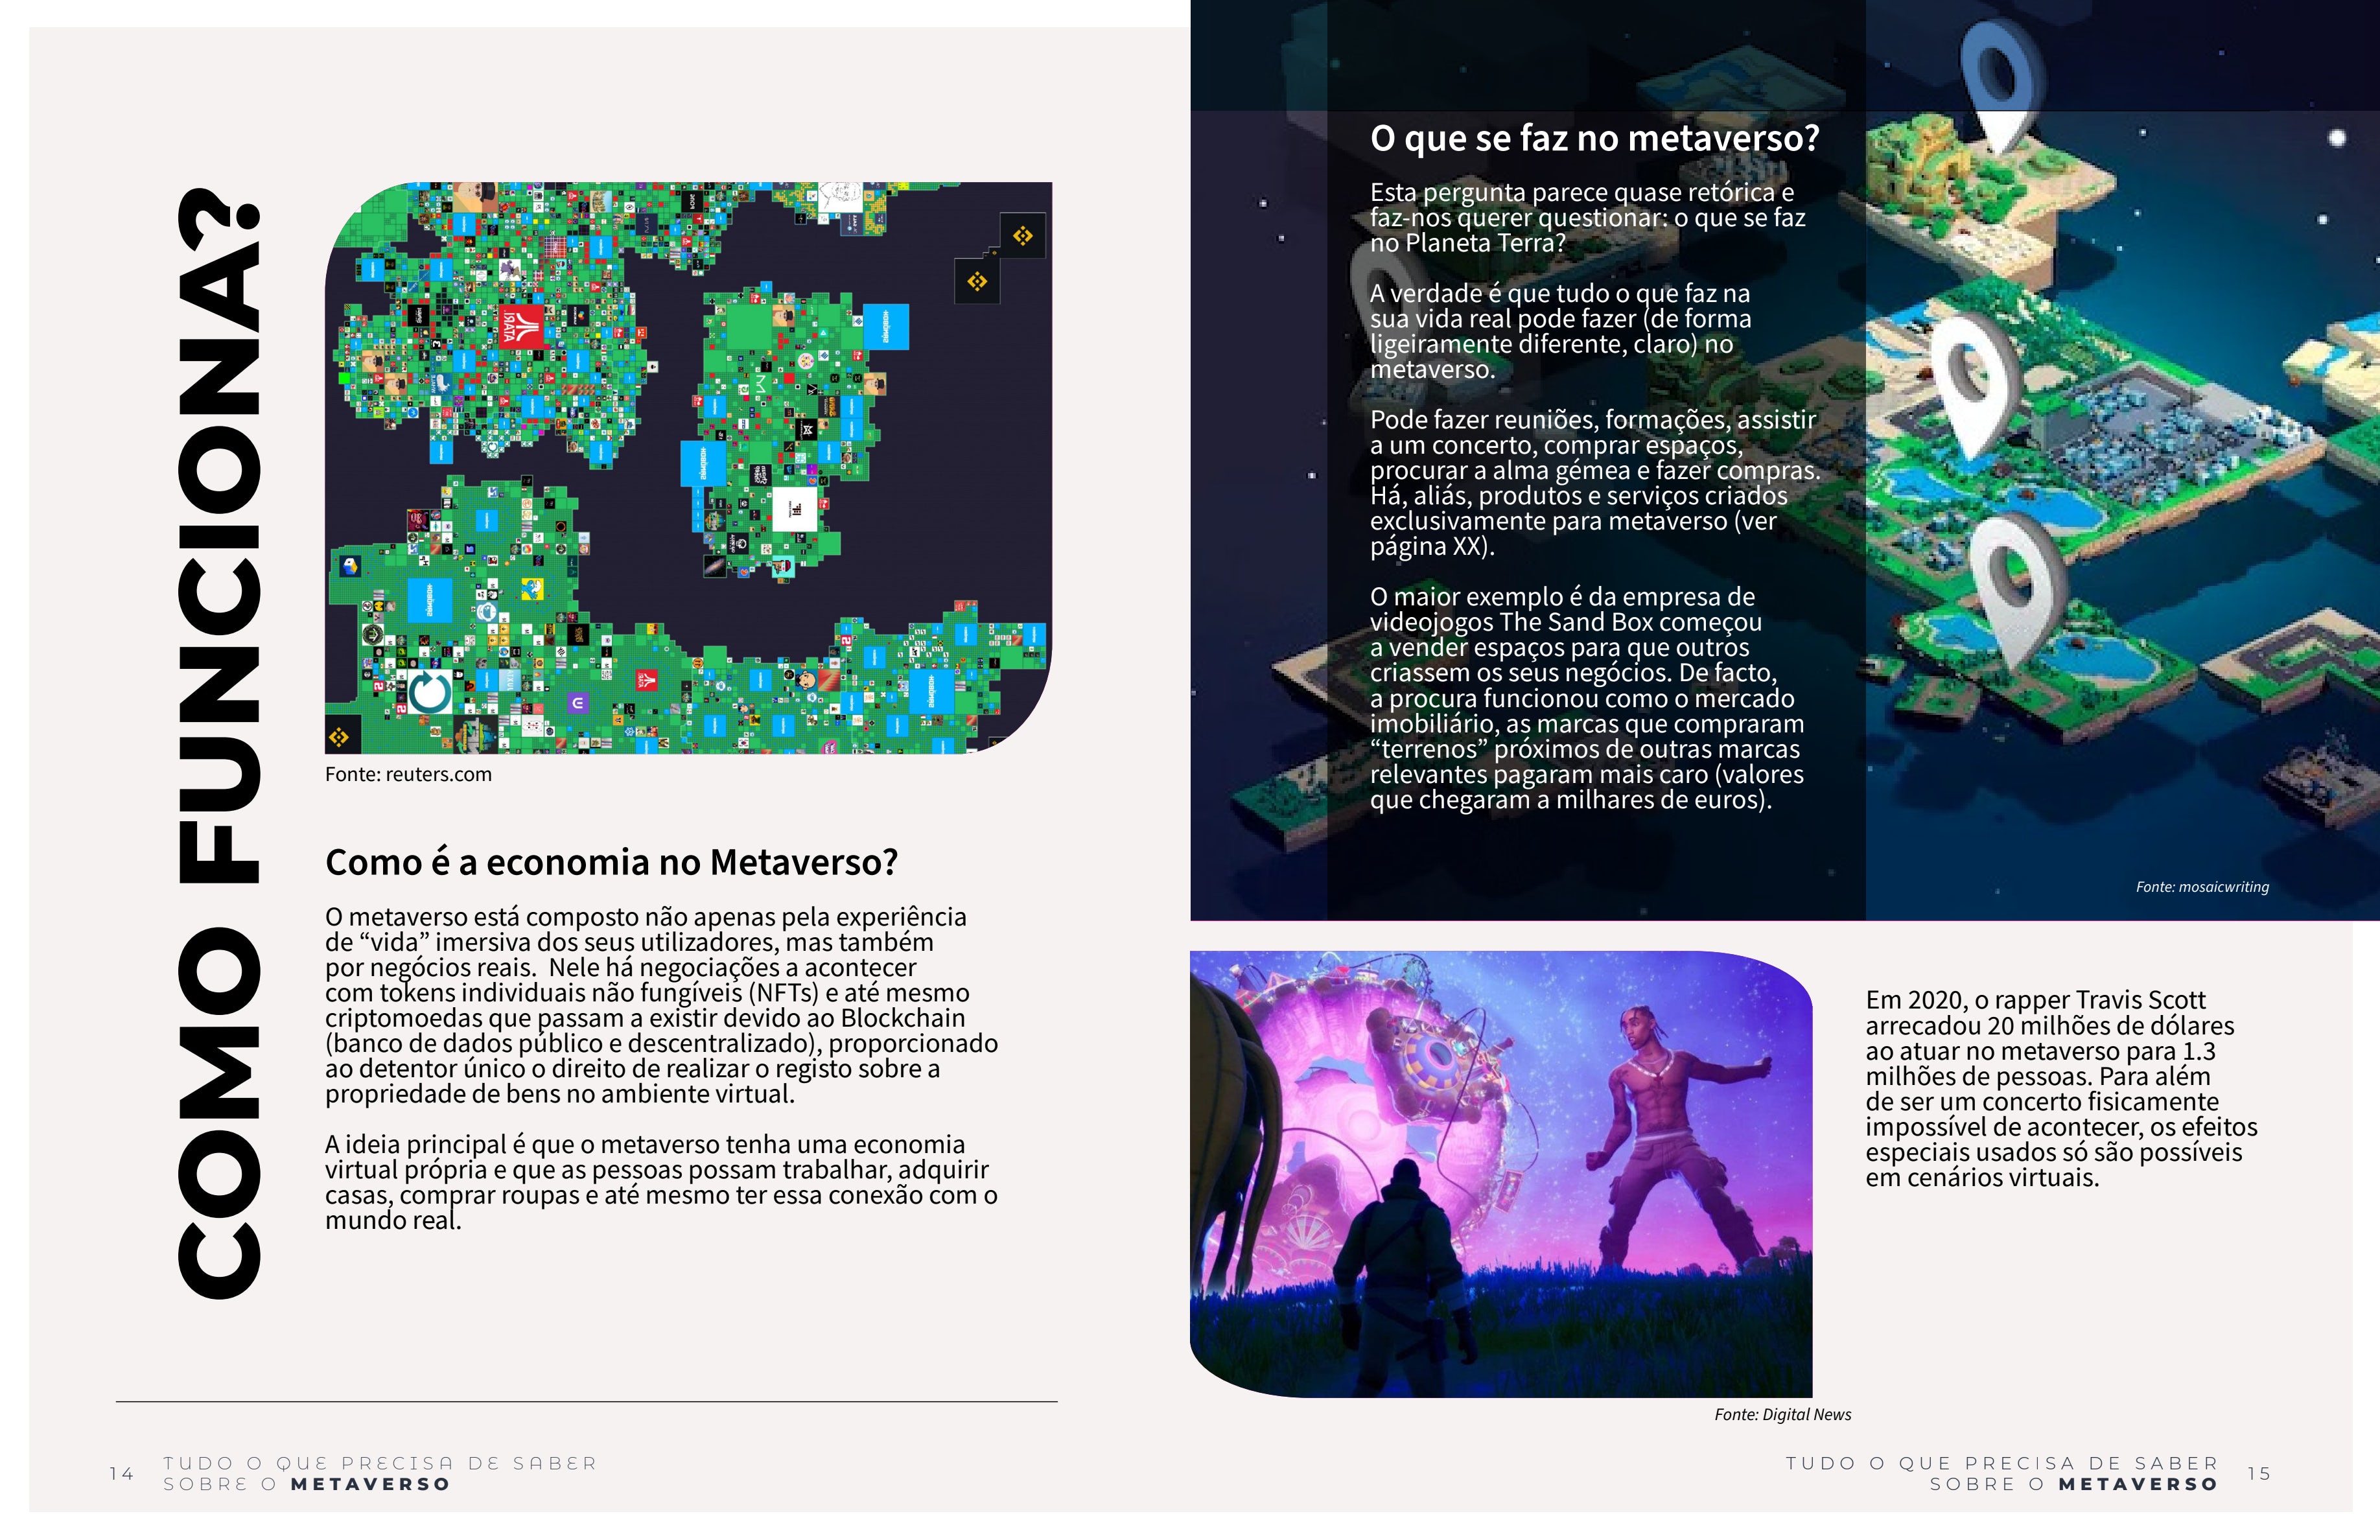 COMO FUNCIONA?
ATARI
Fonte: reuters.com
Como é a economia no Metaverso?
O metaverso está composto não apenas pela experiência
de “vida” imersiva dos seus utilizadores, mas também
por negócios reais.  Nele há negociações a acontecer
com tokens individuais não fungíveis (NFTs) e até mesmo
criptomoedas que passam a existir devido ao Blockchain
(banco de dados público e descentralizado), proporcionado
ao detentor único o direito de realizar o registo sobre a
propriedade de bens no ambiente virtual.
A ideia principal é que o metaverso tenha uma economia
virtual própria e que as pessoas possam trabalhar, adquirir
casas, comprar roupas e até mesmo ter essa conexão com o
mundo real.
14
TUDO O QUE PRECISA DE SABER
SOBRE O METAVERSO
O que se faz no metaverso?
Esta pergunta parece quase retórica e
faz-nos querer questionar: o que se faz
no Planeta Terra?
A verdade é que tudo o que faz na
sua vida real pode fazer (de forma
ligeiramente diferente, claro) no
metaverso.
Pode fazer reuniões, formações, assistir
a um concerto, comprar espaços,
procurar a alma gémea e fazer compras.
Há, aliás, produtos e serviços criados
exclusivamente para metaverso (ver
página XX).
O maior exemplo é da empresa de
videojogos The Sand Box começou
a vender espaços para que outros
criassem os seus negócios. De facto,
a procura funcionou como o mercado
imobiliário, as marcas que compraram
“terrenos” próximos de outras marcas
relevantes pagaram mais caro (valores
que chegaram a milhares de euros).
Fonte: mosaicwriting
Em 2020, o rapper Travis Scott
arrecadou 20 milhões de dólares
ao atuar no metaverso para 1.3
milhões de pessoas. Para além
de ser um concerto fisicamente
impossível de acontecer, os efeitos
especiais usados só são possíveis
em cenários virtuais.
Fonte: Digital News
TUDO O QUE PRECISA DE SABER
SOBRE O METAVERSO
15